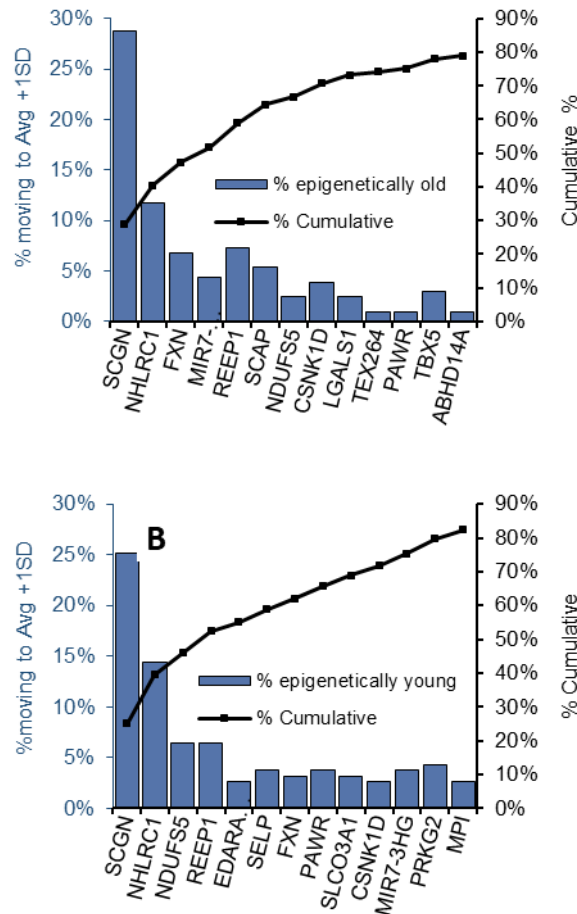 30%
25%
20%
15%
10%
5%
0%
% moving to Avg +1SD
90%
80%
70%
60%
50%
40%
30%
20%
10%
0%
Cumulative %
% epigenetically old
% Cumulative
SCGN
NHLRC1
FXN
MIR7-..
REEP1
SCAP
NDUFS5
CSNK1D
LGALS1
TEX264
PAWR
TBX5
ABHD14A
30%
25%
20%
15%
10%
5%
0%
%moving to Avg +1SD
B
90%
80%
70%
60%
50%
40%
30%
20%
10%
0%
% Cumulative
% epigenetically young
% Cumulative
SCGN
NHLRC1
NDUFS5
REEP1
EDARA.
SELP
FXN
PAWR
SLCO3A1
CSNK1D
MIR7-3HG
PRKG2
MPI